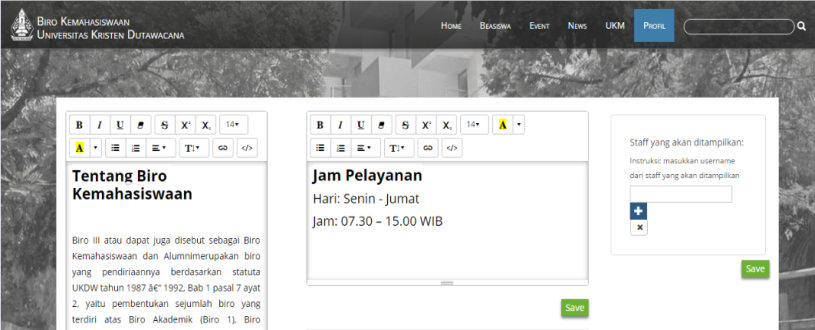 BIRO KEMAHASISWAAN
UNIVERSITAS KRISTEN DUTAWACANA
HOME BEASISWA EVENT NEWS UKM PROFIL
B I U S X² X₂ 14
A T </>
Tentang Biro
Kemahasiswaan
Biro III atau dapat juga disebut sebagai Biro
Kemahasiswaan dan Alumnimerupakan biro
yang pendiriaannya berdasarkan statuta
UKDW tahun 1987 â€“ 1992, Bab 1 pasal 7 ayat
2, yaitu pembentukan sejumlah biro yang
terdiri atas Biro Akademik (Biro 1), Biro
B I U S X² X₂ 14
A T </>
Jam Pelayanan
Hari: Senin - Jumat
Jam: 07.30 – 15.00 WIB
Save
Staff yang akan ditampilkan:
Instruksi: masukkan username
dari staff yang akan ditampilkan
Save